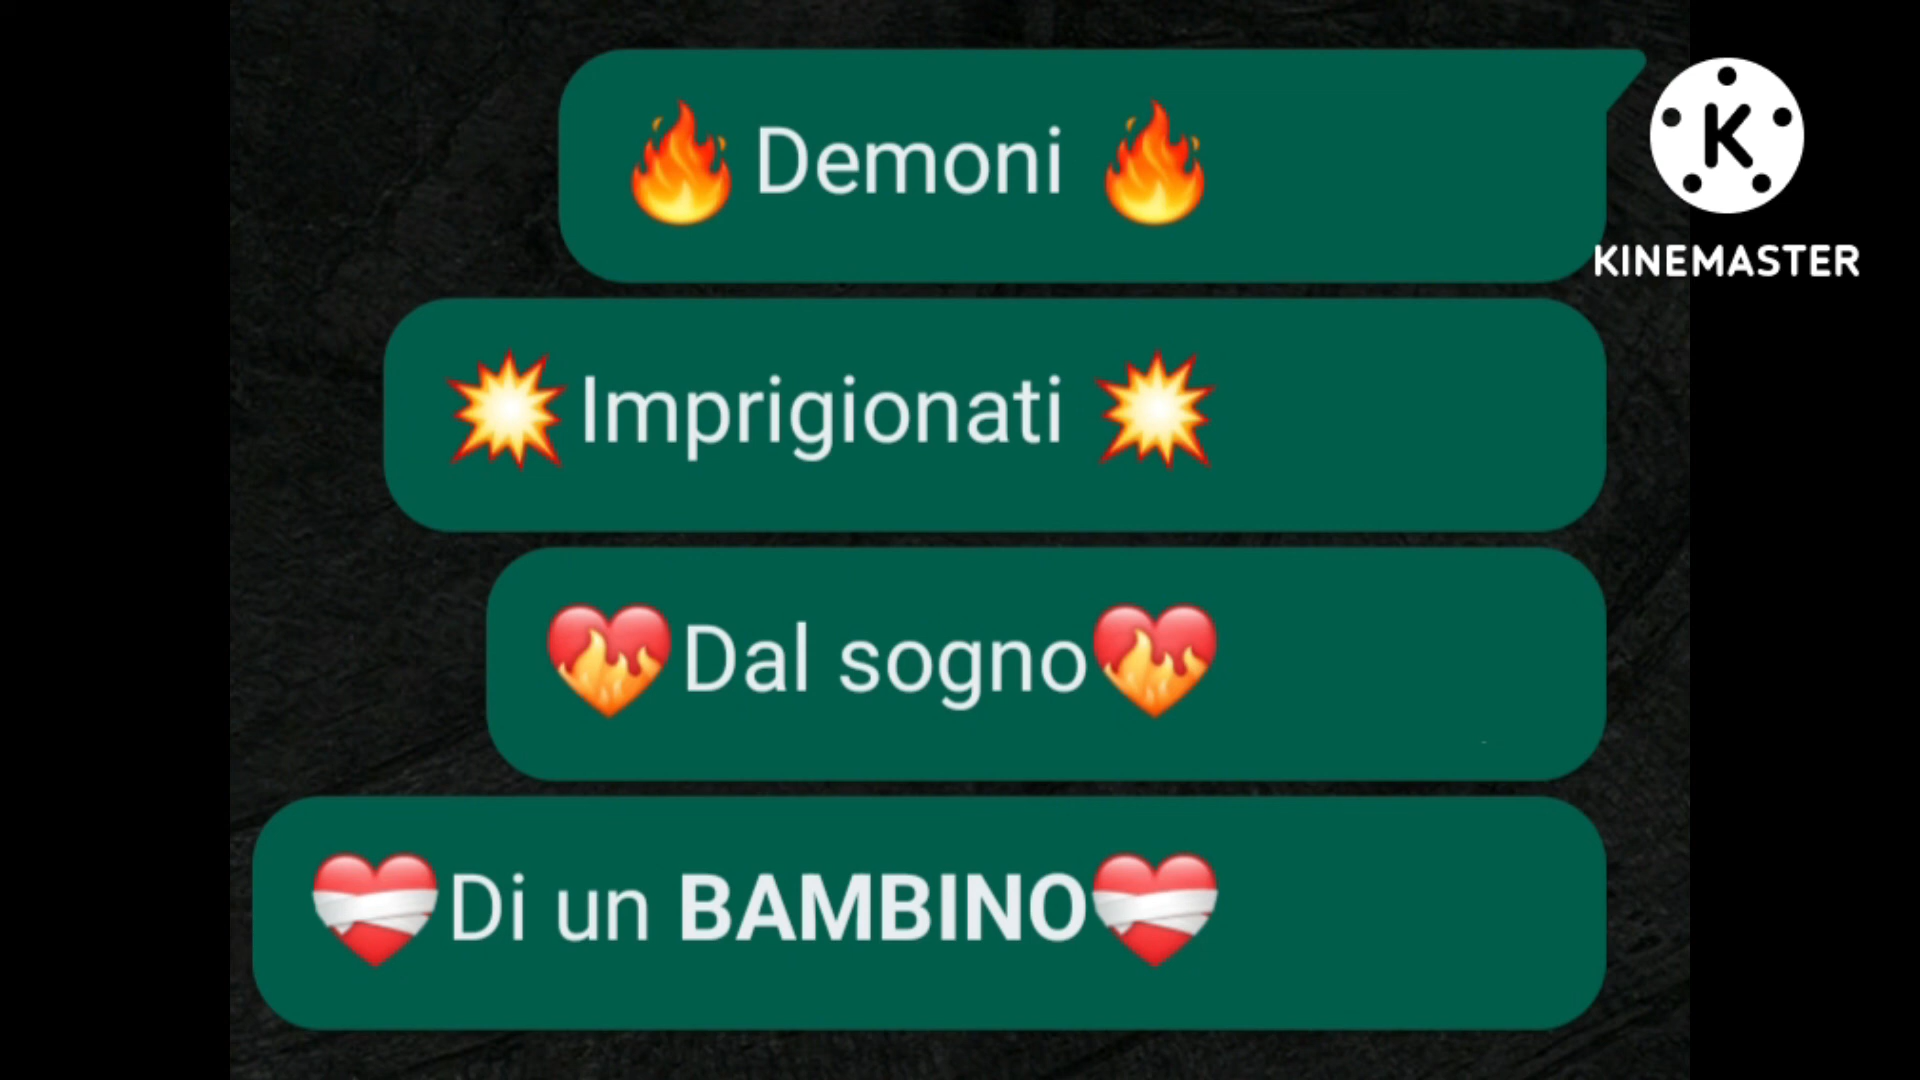 🔥 Demoni 🔥
KINEMASTER
💥Imprigionati 💥
❤️‍🔥Dal sogno❤️‍🔥
❤️‍🩹Di un BAMBINO❤️‍🩹